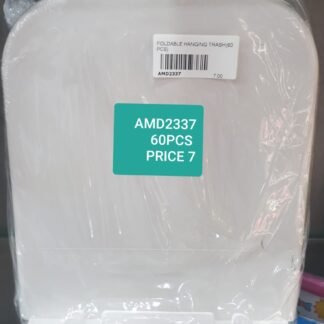 FOLDABLE HANGING TRASH(60
PCS)
AMD2337
7.00
AMD2337
60PCS
PRICE 7